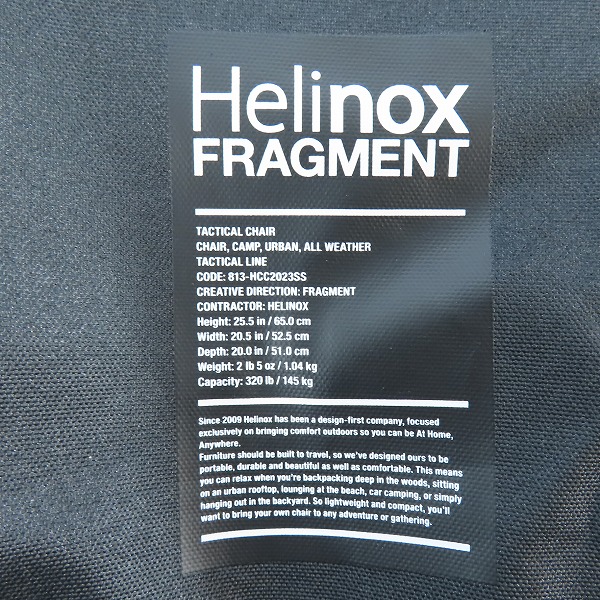 Helinox
FRAGMENT
TACTICAL CHAIR
CHAIR, CAMP, URBAN, ALL WEATHER
TACTICAL LINE
CODE: 813-HCC2023SS
CREATIVE DIRECTION: FRAGMENT
CONTRACTOR: HELINOX
Height: 25.5 in / 65.0 cm
Width: 20.5 in / 52.5 cm
Depth: 20.0 in / 51.0 cm
Weight: 2 lb 5 oz / 1.04 kg
Capacity: 320 lb / 145 kg
Since 2009 Helinox has been a design-first company, focused
exclusively on bringing comfort outdoors so you can be At Home,
Anywhere.
Furniture should be built to travel, so we've designed ours to be
portable, durable and beautiful as well as comfortable. This means
you can relax when you're backpacking deep in the woods, sitting
on an urban rooftop, lounging at the beach, car camping, or simply
hanging out in the backyard. So lightweight and compact, you'll
want to bring your own chair to any adventure or gathering.